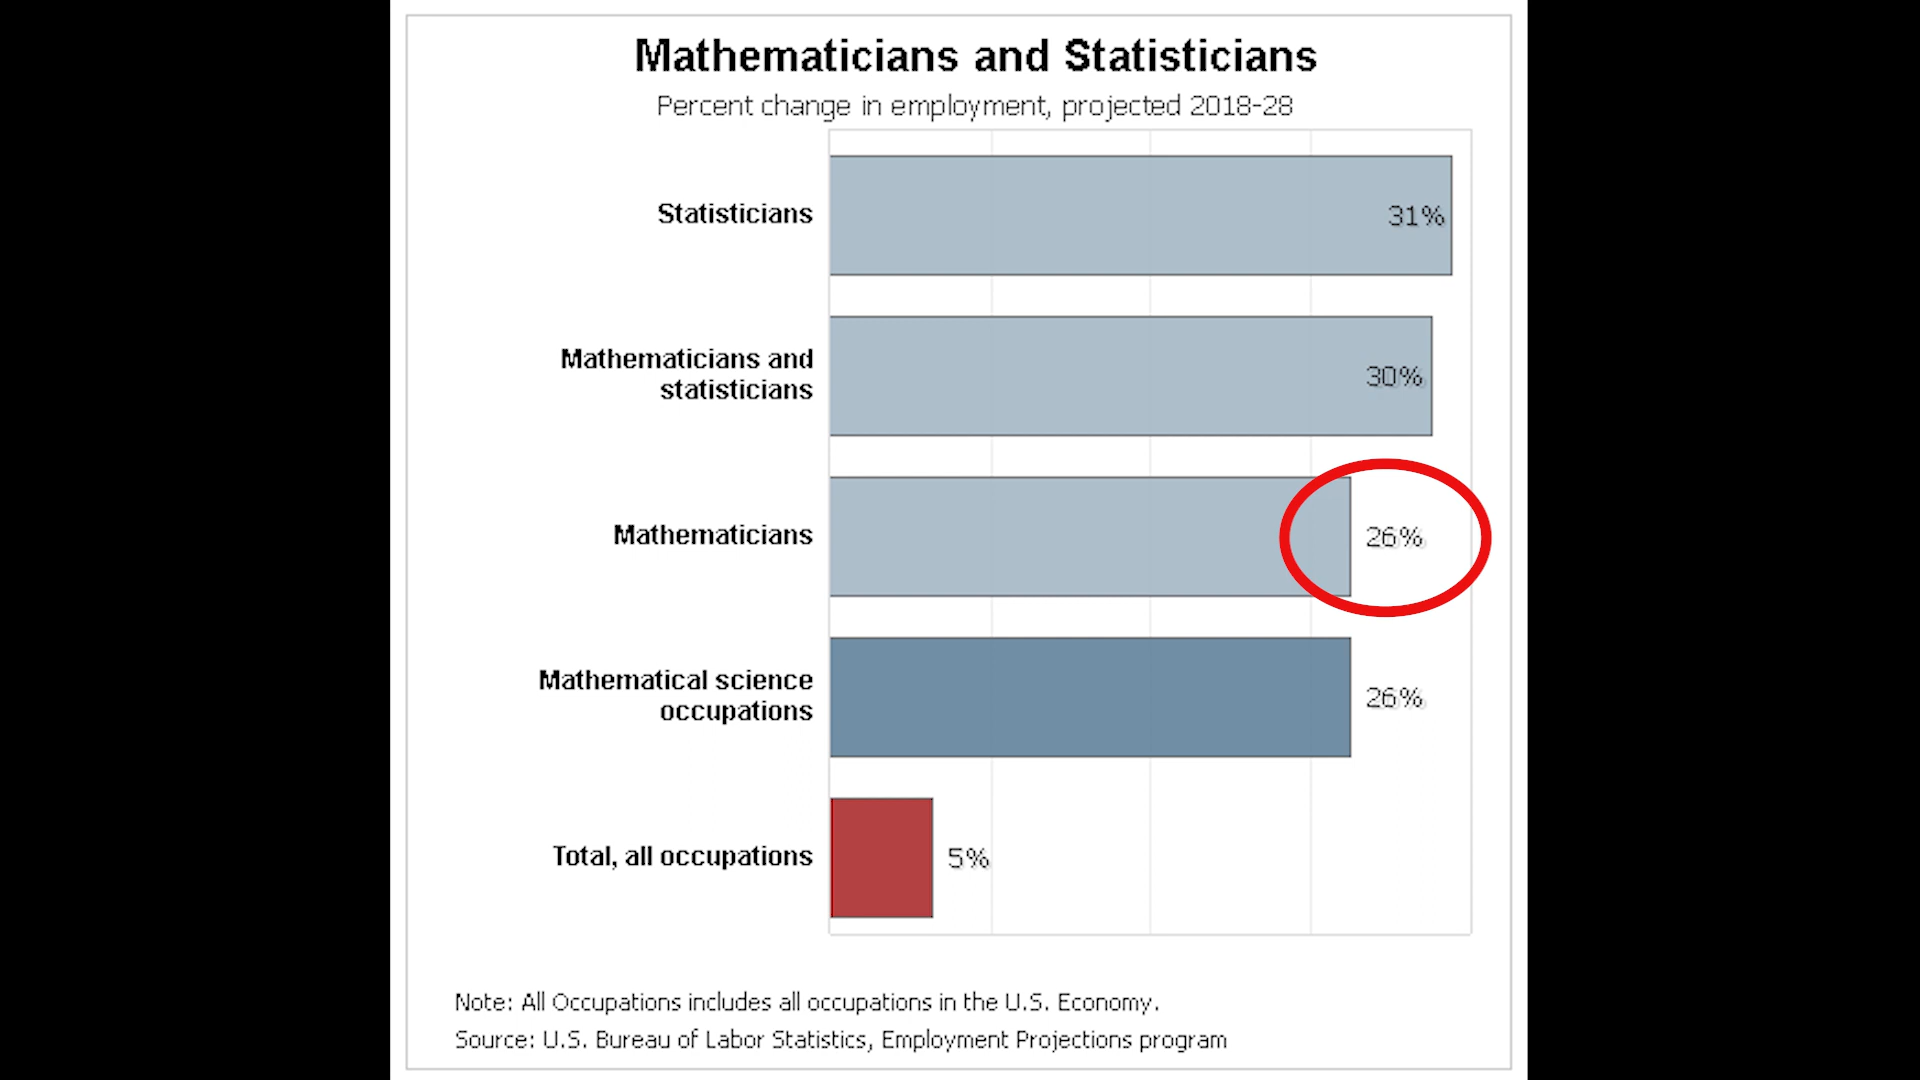 Mathematicians and Statisticians
Percent change in employment, projected 2018-28
Statisticians
31%
Mathematicians and
statisticians
30%
Mathematicians
26%
Mathematical science
occupations
26%
Total, all occupations
5%
Note: All Occupations includes all occupations in the U.S. Economy.
Source: U.S. Bureau of Labor Statistics, Employment Projections program